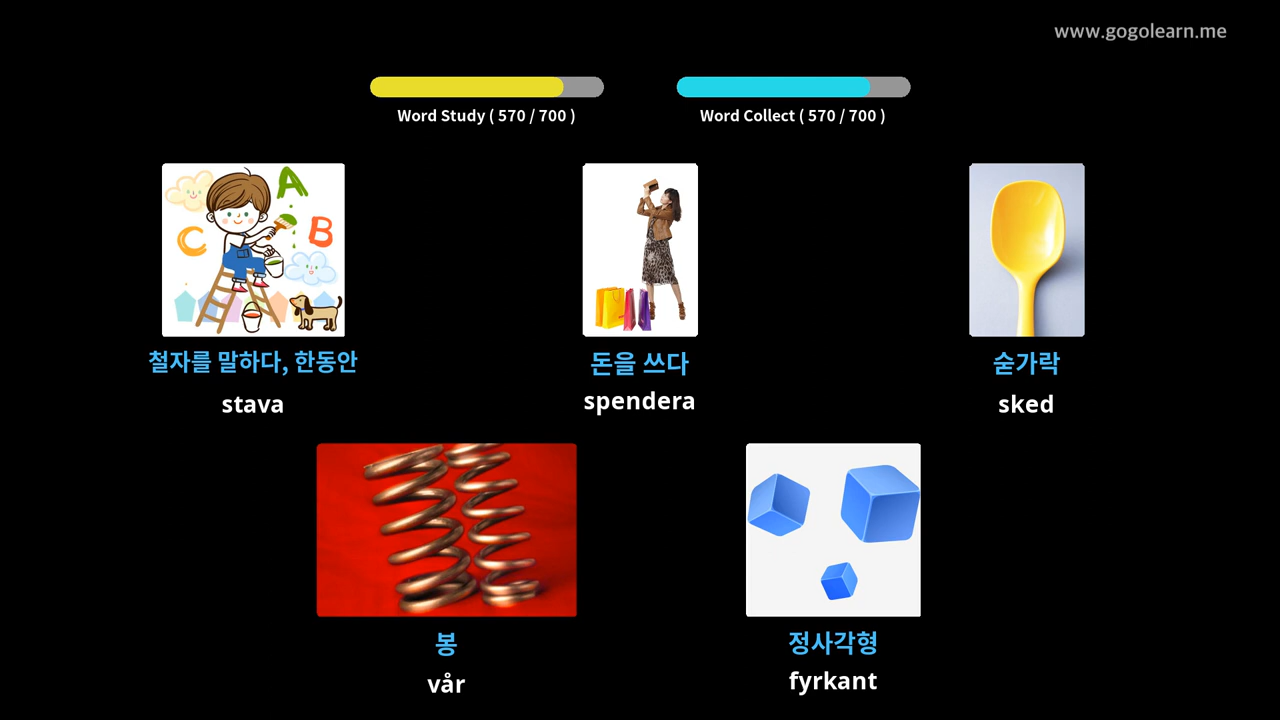 www.gogolearn.me
Word Study ( 570 / 700 )
Word Collect ( 570 / 700 )
A
B
C
철자를 말하다, 한동안
stava
돈을 쓰다
spendera
숟가락
sked
봉
vår
정사각형
fyrkant